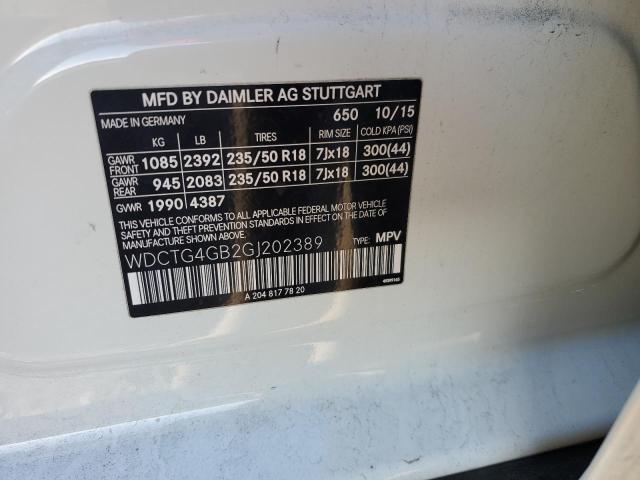 MFD BY DAIMLER AG STUTTGART
MADE IN GERMANY 650 10/15
KG LB TIRES RIM SIZE COLD KPA (PSI)
GAWR FRONT 1085 2392 235/50 R18 7Jx18 300(44)
GAWR REAR 945 2083 235/50 R18 7Jx18 300(44)
GVWR 1990 4387
THIS VEHICLE CONFORMS TO ALL APPLICABLE FEDERAL MOTOR VEHICLE
SAFETY AND THEFT PREVENTION STANDARDS IN EFFECT ON THE DATE OF
MANUFACTURE SHOWN ABOVE.
WDCTG4GB2GJ202389 TYPE: MPV
A 204 817 78 20